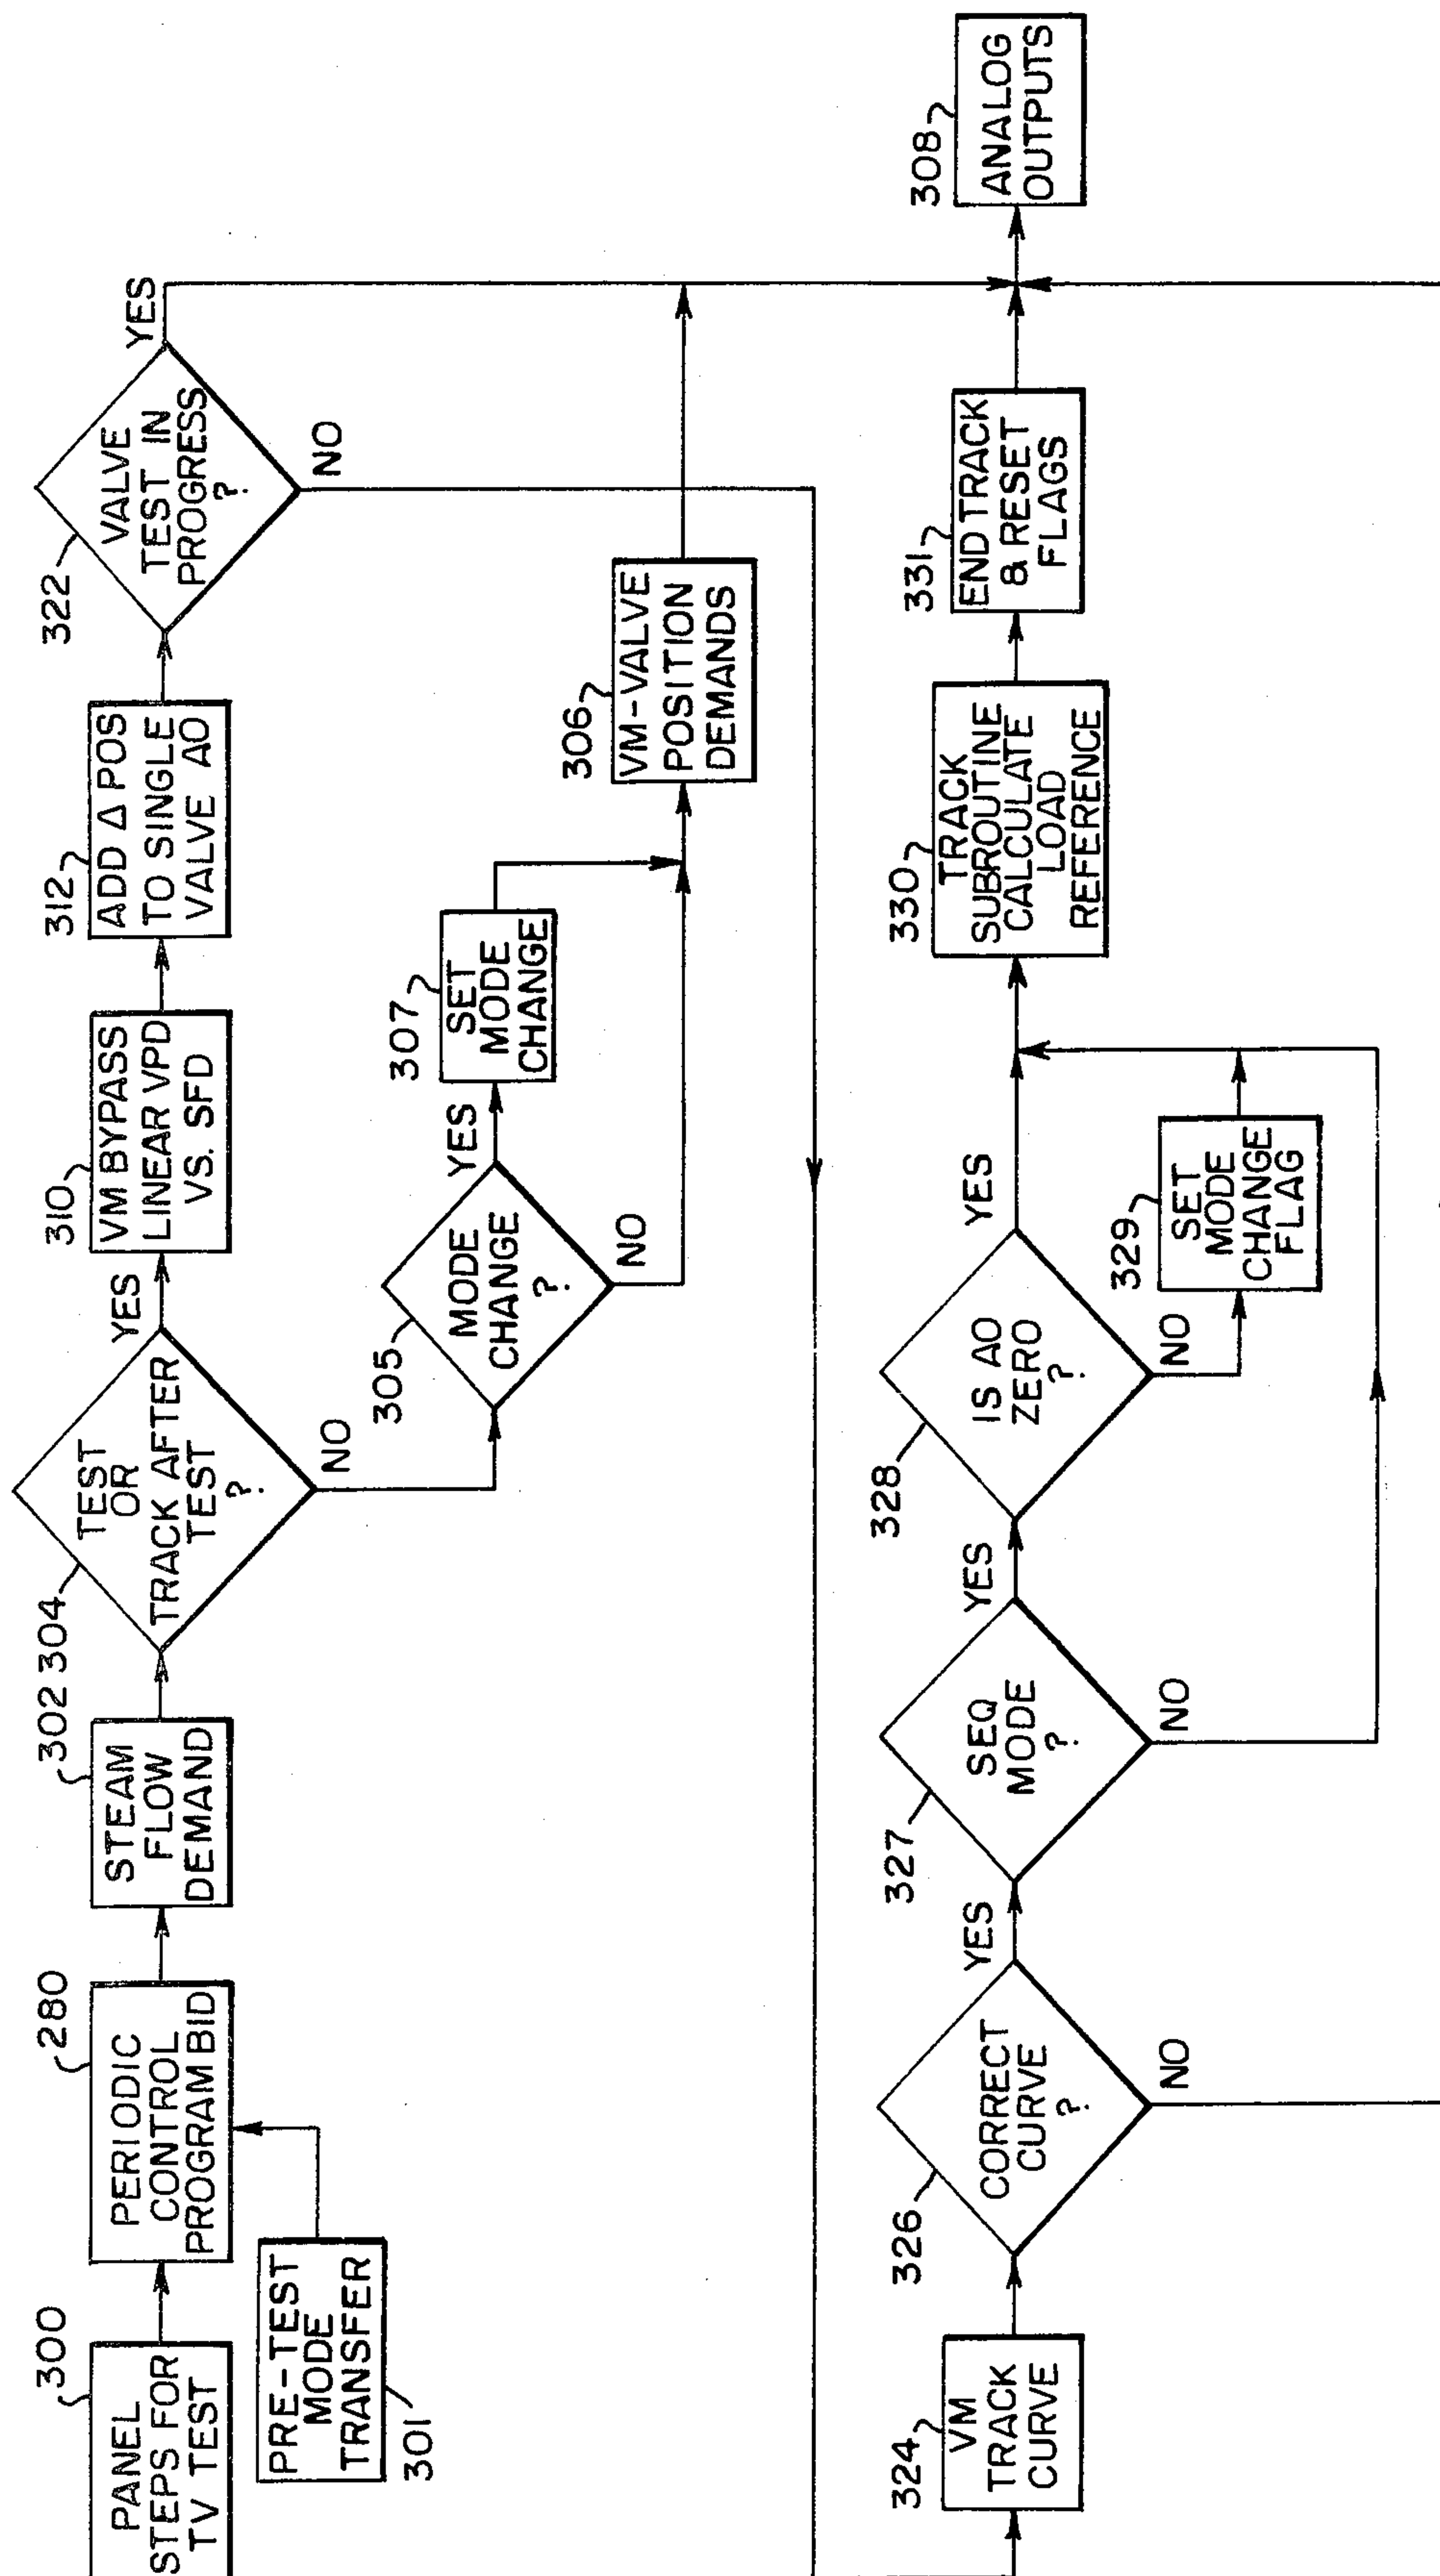 300
PANEL
STEPS FOR
TV TEST
280
PERIODIC
CONTROL
PROGRAM BID
PRE-TEST
MODE
TRANSFER
301
302
STEAM
FLOW
DEMAND
304
TEST
OR
TRACK AFTER
TEST
?
YES
NO
310
VM BYPASS
LINEAR VPD
VS. SFD
312
ADD Δ POS
TO SINGLE
VALVE AO
322
VALVE
TEST IN
PROGRESS
?
YES
NO
305
MODE
CHANGE
?
YES
NO
307
SET
MODE
CHANGE
306
VM-VALVE
POSITION
DEMANDS
324
VM
TRACK
CURVE
326
CORRECT
CURVE
?
YES
NO
327
SEQ
MODE
?
YES
NO
328
IS AO
ZERO
?
YES
NO
329
SET
MODE
CHANGE
FLAG
330
TRACK
SUBROUTINE
CALCULATE
LOAD
REFERENCE
331
END TRACK
& RESET
FLAGS
308
ANALOG
OUTPUTS